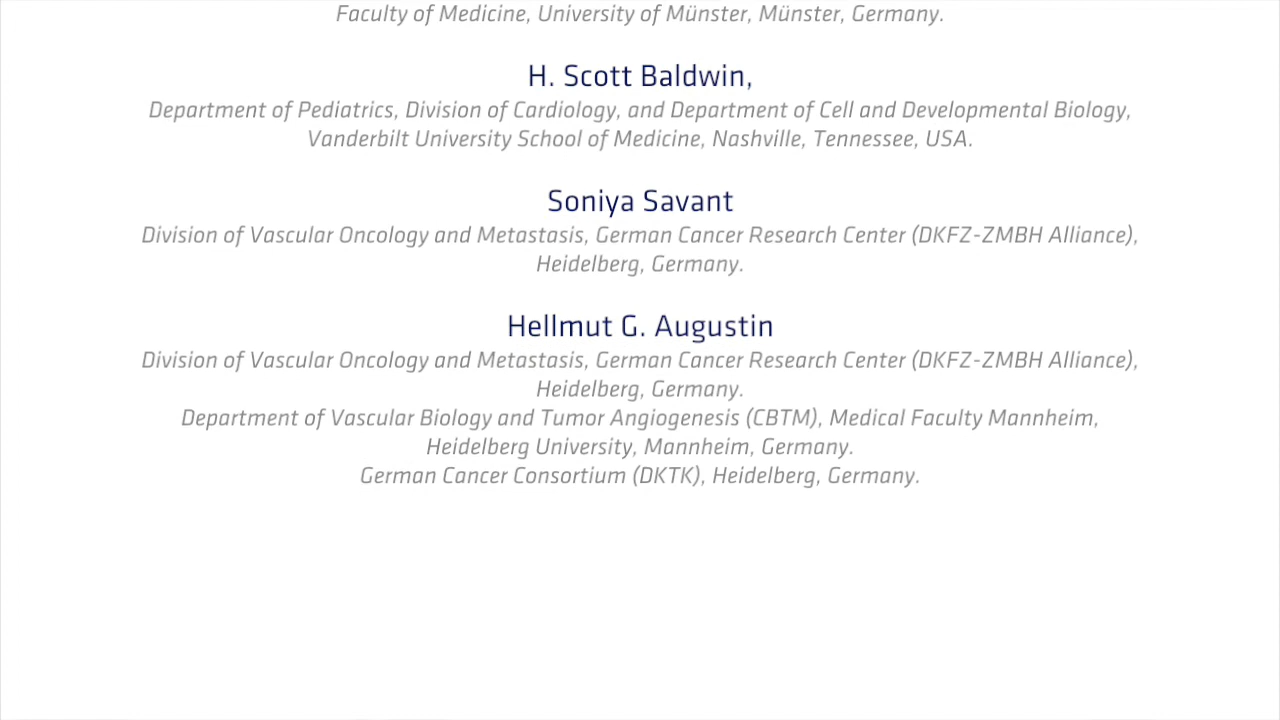 Faculty of Medicine, University of Münster, Münster, Germany.
H. Scott Baldwin,
Department of Pediatrics, Division of Cardiology, and Department of Cell and Developmental Biology,
Vanderbilt University School of Medicine, Nashville, Tennessee, USA.
Soniya Savant
Division of Vascular Oncology and Metastasis, German Cancer Research Center (DKFZ-ZMBH Alliance),
Heidelberg, Germany.
Hellmut G. Augustin
Division of Vascular Oncology and Metastasis, German Cancer Research Center (DKFZ-ZMBH Alliance),
Heidelberg, Germany.
Department of Vascular Biology and Tumor Angiogenesis (CBTM), Medical Faculty Mannheim,
Heidelberg University, Mannheim, Germany.
German Cancer Consortium (DKTK), Heidelberg, Germany.